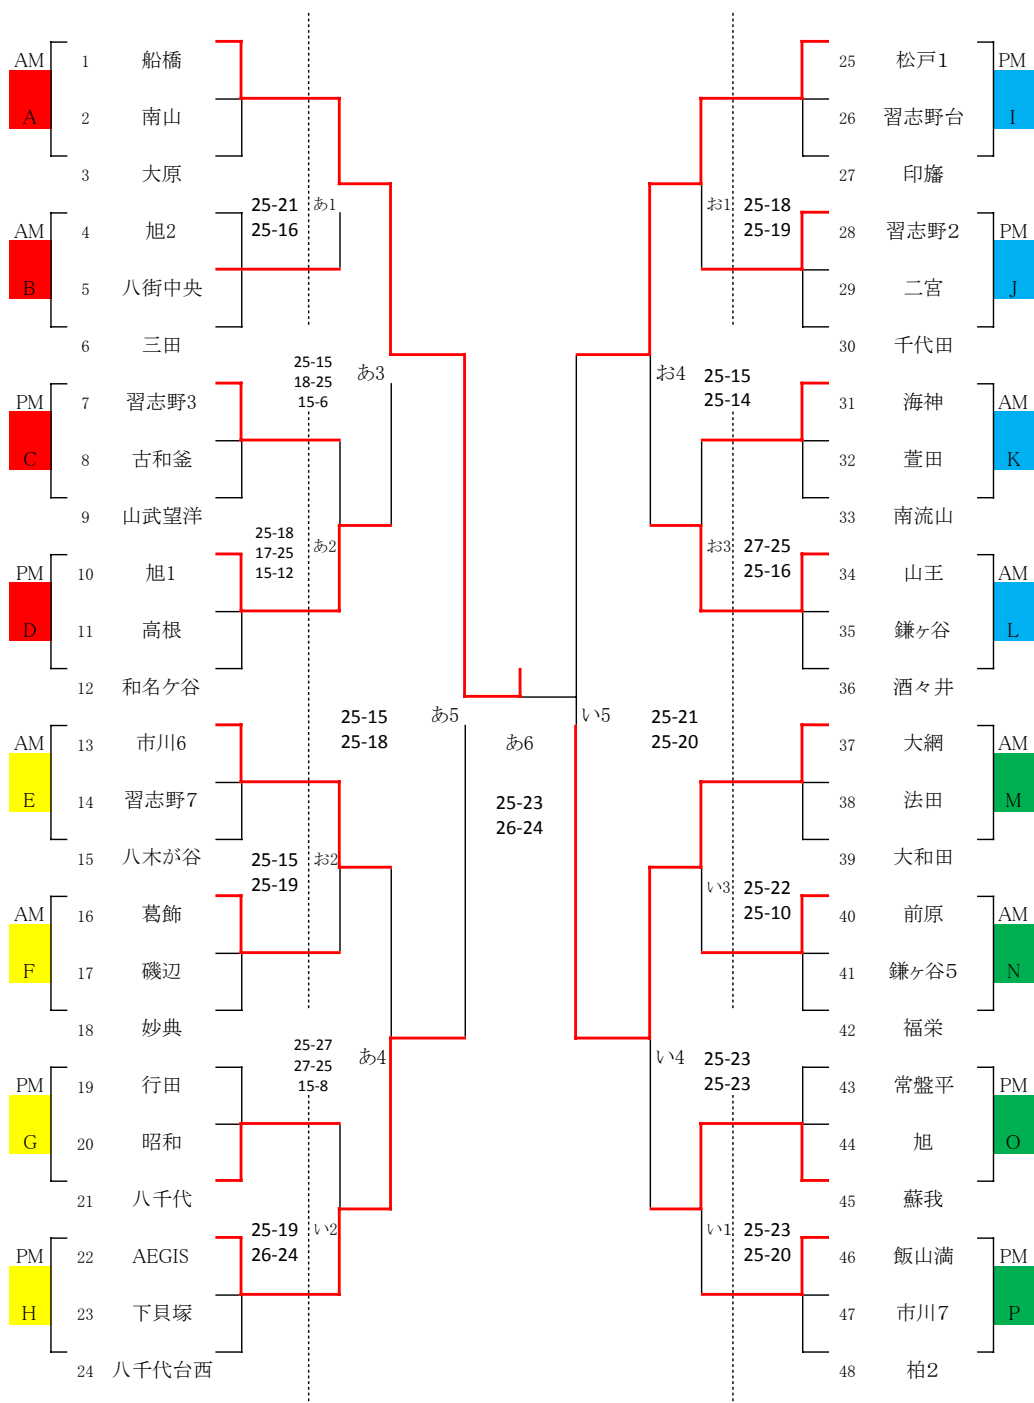 AM
A
1 船橋
2 南山
3 大原
AM
B
4 旭2
5 八街中央
6 三田
PM
C
7 習志野3
8 古和釜
9 山武望洋
PM
D
10 旭1
11 高根
12 和名ケ谷
AM
E
13 市川6
14 習志野7
15 八木が谷
AM
F
16 葛飾
17 磯辺
18 妙典
PM
G
19 行田
20 昭和
21 八千代
PM
H
22 AEGIS
23 下貝塚
24 八千代台西
25-21 あ1
25-16
25-15
18-25
15-6
あ3
25-18
17-25
15-12
あ2
25-15
25-18
あ5
25-15 お2
25-19
25-27
27-25
15-8
あ4
25-19 い2
26-24
あ6
25-23
26-24
い5
お1 25-18
25-19
お4 25-15
25-14
お3 27-25
25-16
25-21
25-20
い3 25-22
25-10
い4 25-23
25-23
い1 25-23
25-20
25 松戸1
26 習志野台
27 印旛
PM
I
28 習志野2
29 二宮
30 千代田
PM
J
31 海神
32 萱田
33 南流山
AM
K
34 山王
35 鎌ヶ谷
36 酒々井
AM
L
37 大網
38 法田
39 大和田
AM
M
40 前原
41 鎌ヶ谷5
42 福栄
AM
N
43 常盤平
44 旭
45 蘇我
PM
O
46 飯山満
47 市川7
48 柏2
PM
P